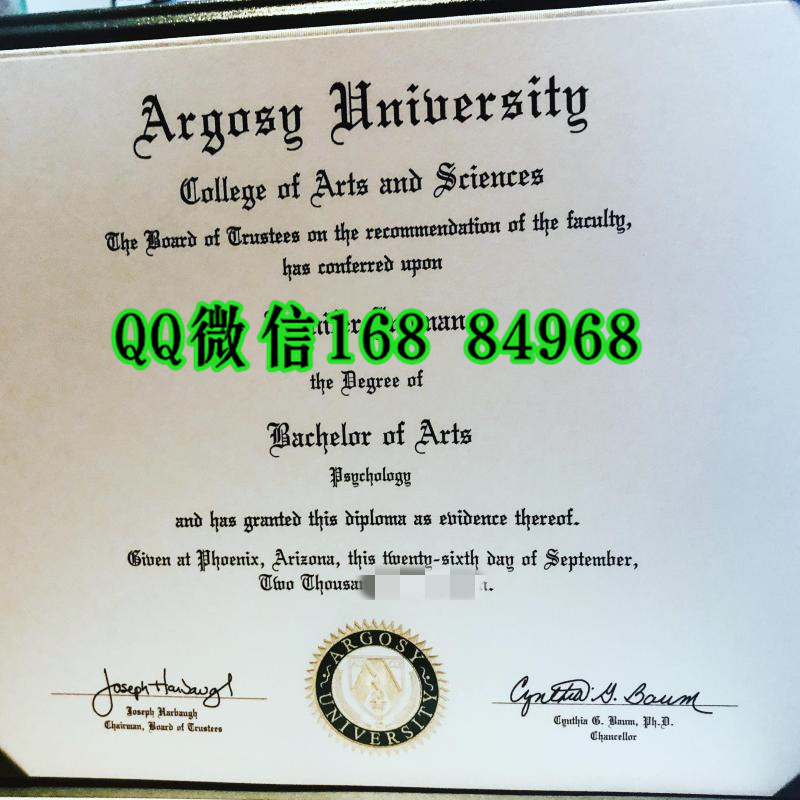 Argosy University
College of Arts and Sciences
The Board of Trustees on the recommendation of the faculty,
has conferred upon
QQ微信168 84968
the Degree of
Bachelor of Arts
Psychology
and has granted this diploma as evidence thereof.
Given at Phoenix, Arizona, this twenty-sixth day of September,
Two
Joseph Harbaugh
Joseph Harbaugh
Chairman, Board of Trustees
ARGOSY
UNIVERSITY
Cynthia G. Baum
Cynthia G. Baum, Ph.D.
Chancellor